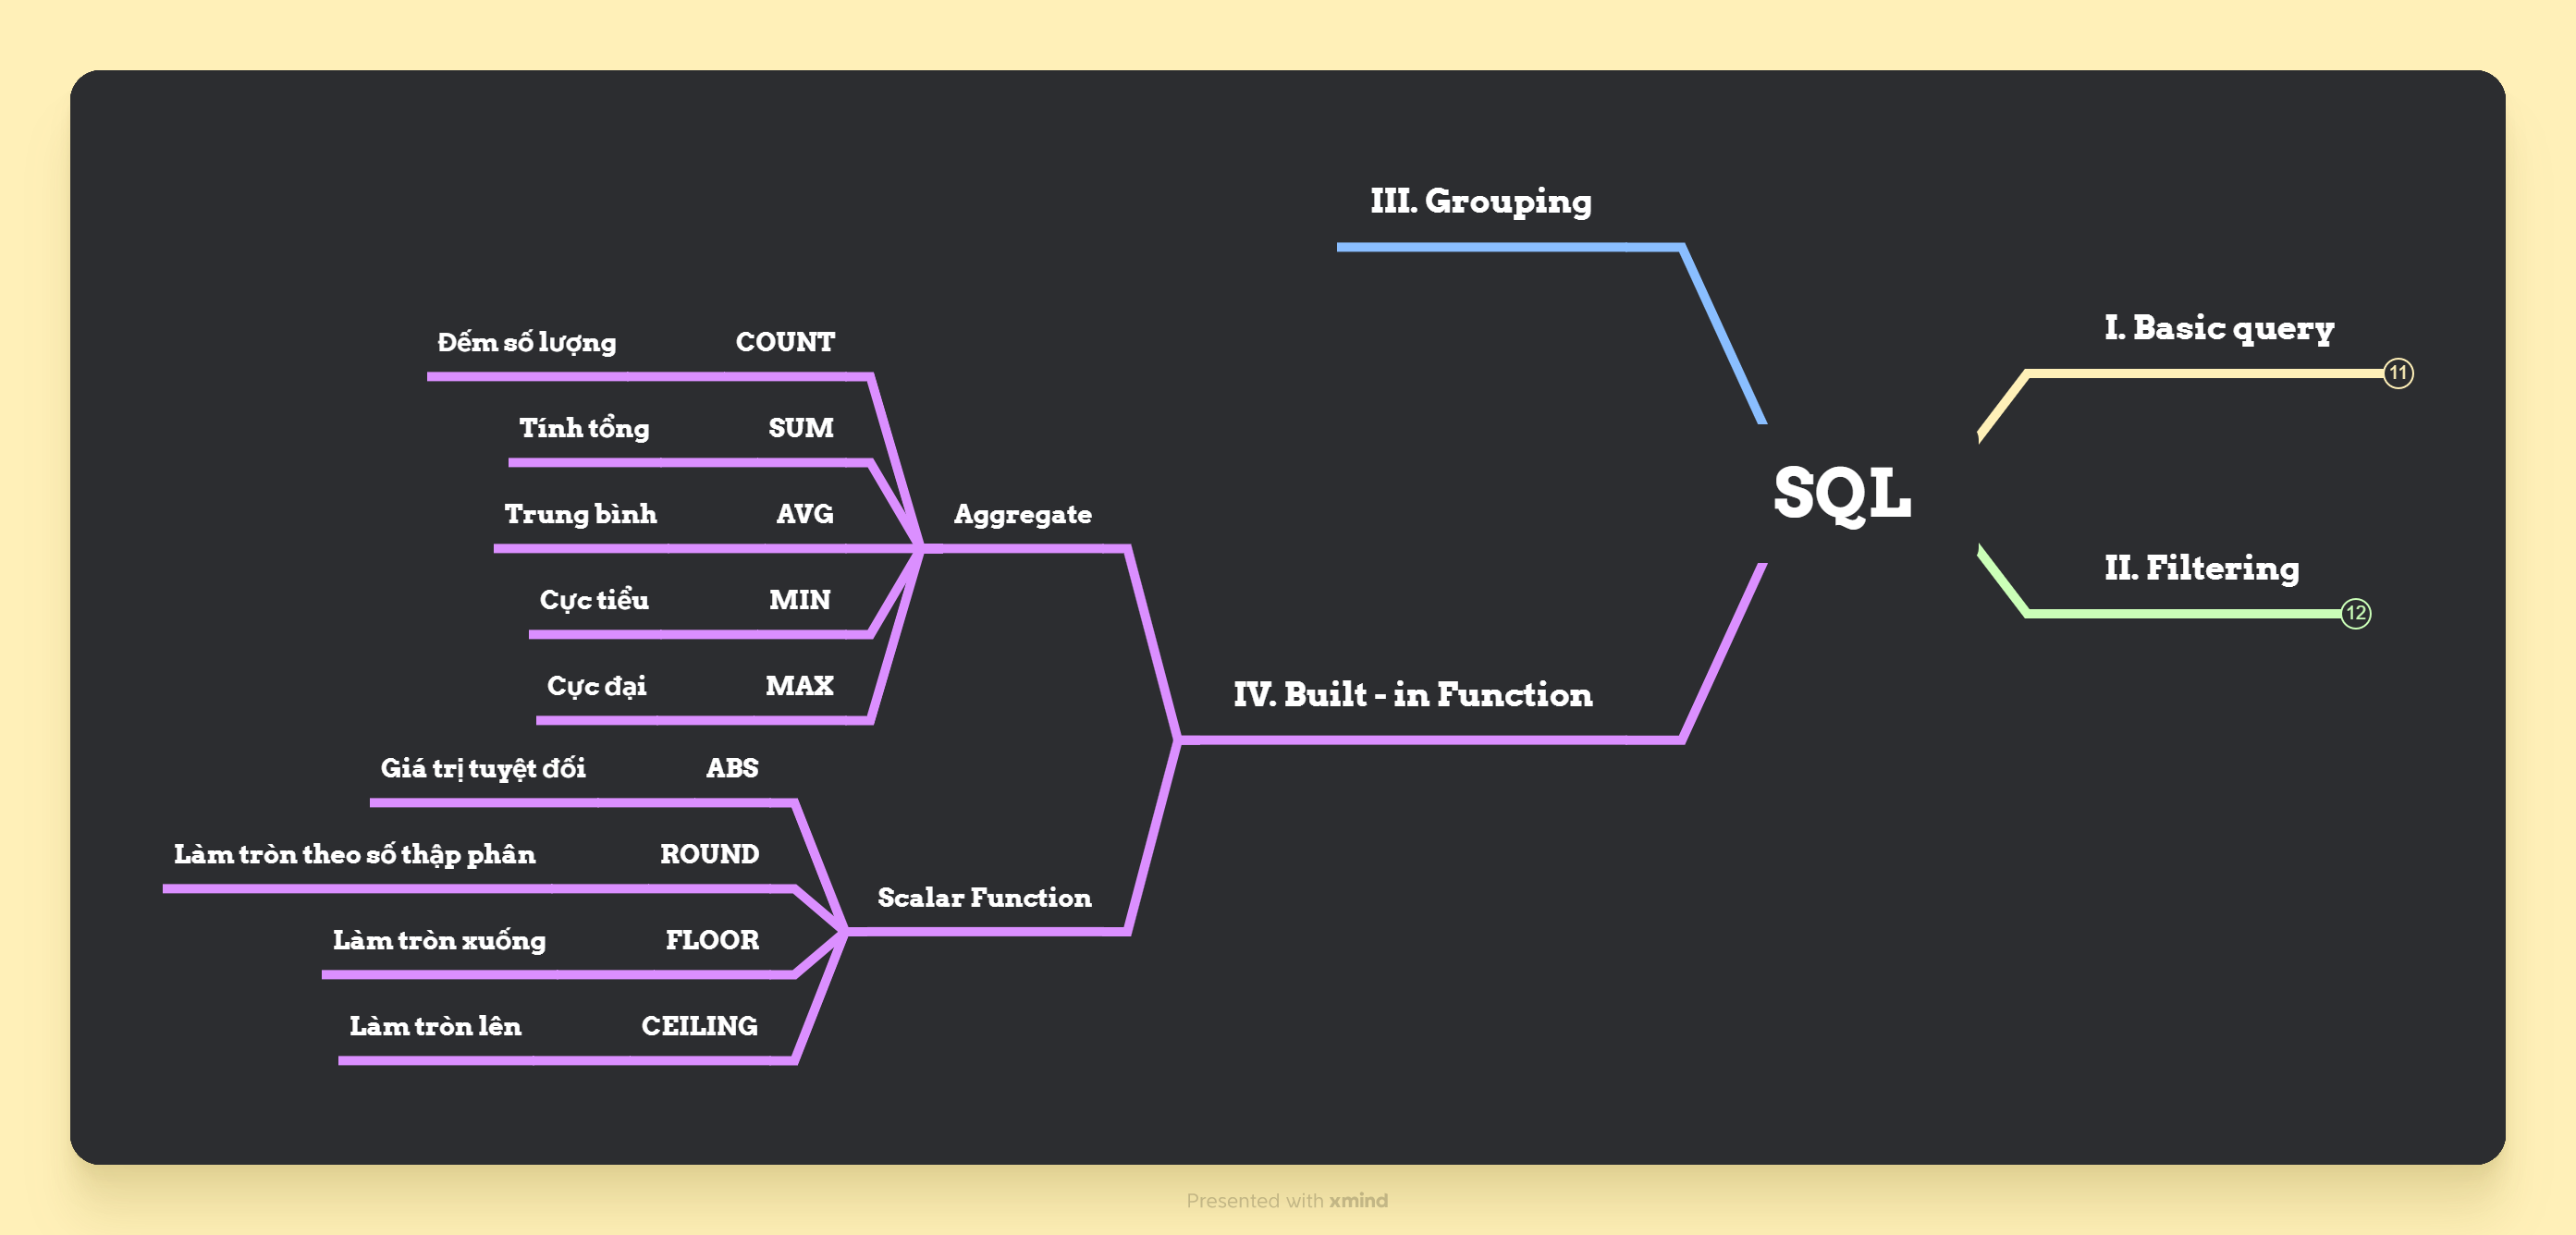 SQL
I. Basic query
11
II. Filtering
12
III. Grouping
IV. Built - in Function
Aggregate
COUNT
Đếm số lượng
SUM
Tính tổng
AVG
Trung bình
MIN
Cực tiểu
MAX
Cực đại
Scalar Function
ABS
Giá trị tuyệt đối
ROUND
Làm tròn theo số thập phân
FLOOR
Làm tròn xuống
CEILING
Làm tròn lên
Presented with xmind